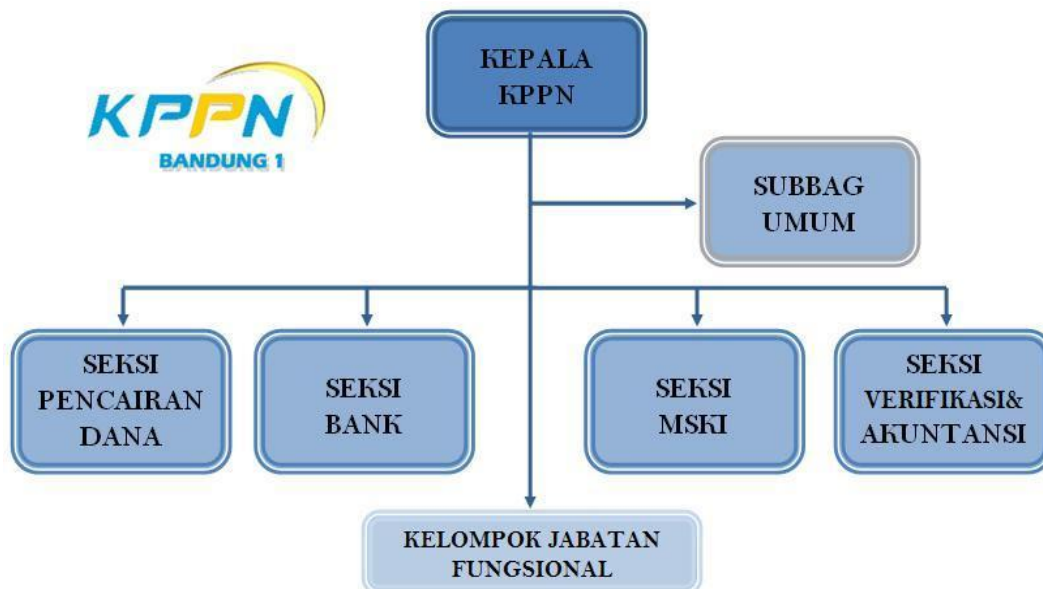 KPPN
BANDUNG 1
KEPALA
KPPN
SUBBAG
UMUM
SEKSI
PENCAIRAN
DANA
SEKSI
BANK
SEKSI
MSKI
SEKSI
VERIFIKASI&
AKUNTANSI
KELOMPOK JABATAN
FUNGSIONAL